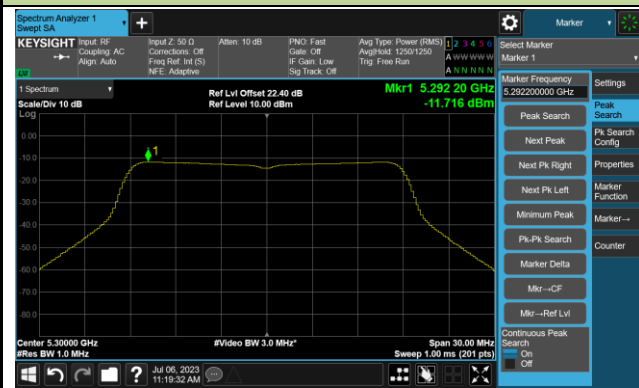 Spectrum Analyzer 1
Swept SA
Marker
KEYSIGHT
Input: RF
Coupling: AC
Align: Auto
Input Z: 50 Ω
Corrections: Off
Freq Ref: Int (S)
NFE: Adaptive
Atten: 10 dB
PNO: Fast
Gate: Off
IF Gain: Low
Sig Track: Off
Avg Type: Power (RMS)
Avg|Hold: 1250/1250
Trig: Free Run
1 2 3 4 5 6
A W W W W W
A N N N N N
LV
Select Marker
Marker 1
1 Spectrum
Scale/Div 10 dB
Log
Ref Lvl Offset 22.40 dB
Ref Level 10.00 dBm
Mkr1 5.292 20 GHz
-11.716 dBm
1
0.00
-10.0
-20.0
-30.0
-40.0
-50.0
-60.0
-70.0
-80.0
Center 5.30000 GHz
#Res BW 1.0 MHz
#Video BW 3.0 MHz*
Span 30.00 MHz
Sweep 1.00 ms (201 pts)
Marker Frequency
5.292200000 GHz
Peak Search
Next Peak
Next Pk Right
Next Pk Left
Minimum Peak
Pk-Pk Search
Marker Delta
Mkr→CF
Mkr→Ref Lvl
Continuous Peak
Search
On
Off
Settings
Peak
Search
Pk Search
Config
Properties
Marker
Function
Marker→
Counter
?
Jul 06, 2023
11:19:32 AM